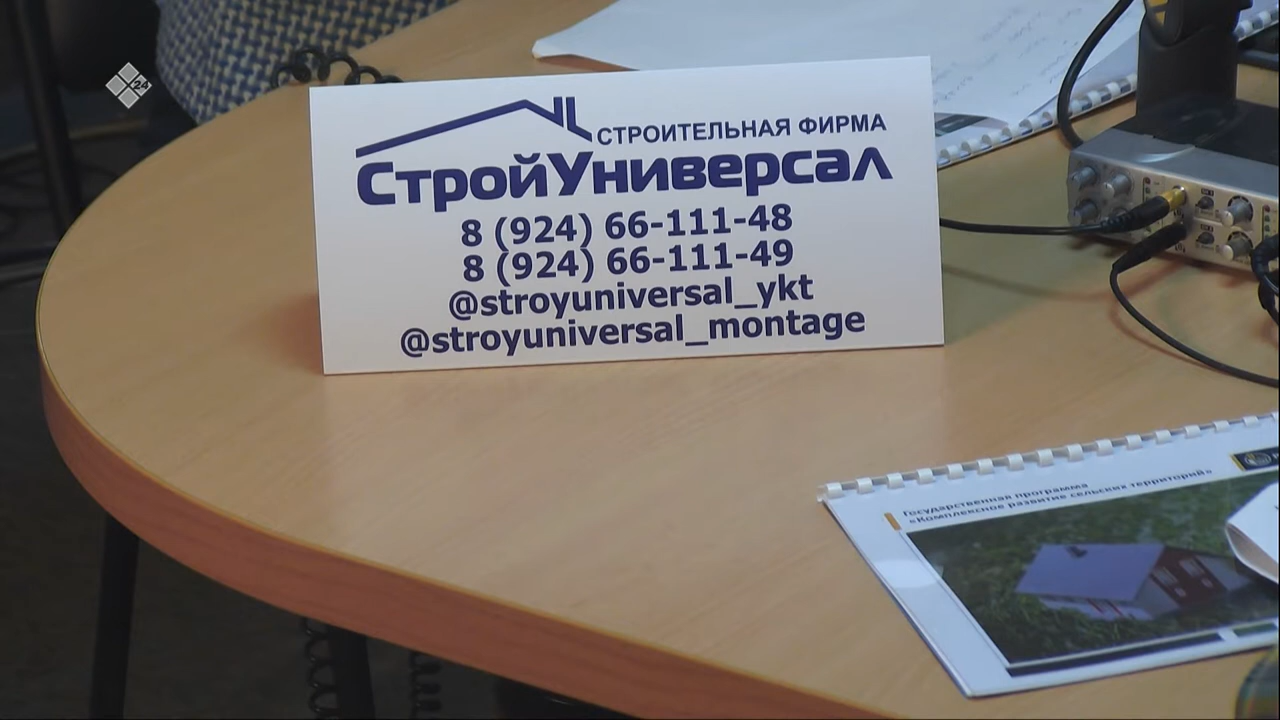 24
СТРОИТЕЛЬНАЯ ФИРМА
СтройУниверсал
8 (924) 66-111-48
8 (924) 66-111-49
@stroyuniversal_ykt
@stroyuniversal_montage
Государственная программа
«Комплексное развитие сельских территорий»